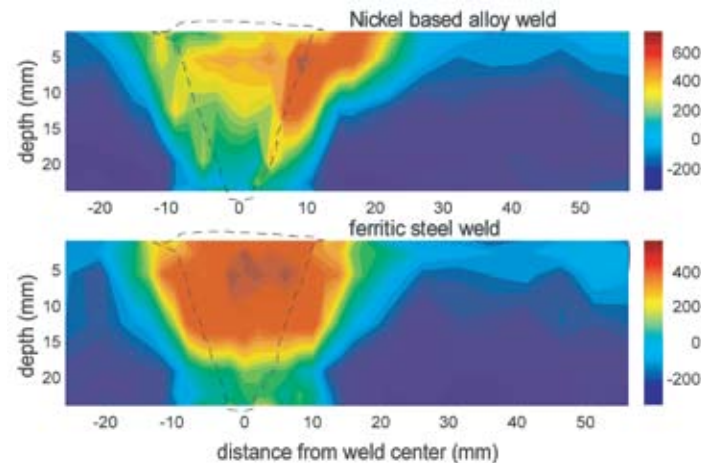 Nickel based alloy weld
600
400
200
0
-200
depth (mm)
5
10
15
20
-20 -10 0 10 20 30 40 50
ferritic steel weld
400
200
0
-200
depth (mm)
5
10
15
20
-20 -10 0 10 20 30 40 50
distance from weld center (mm)